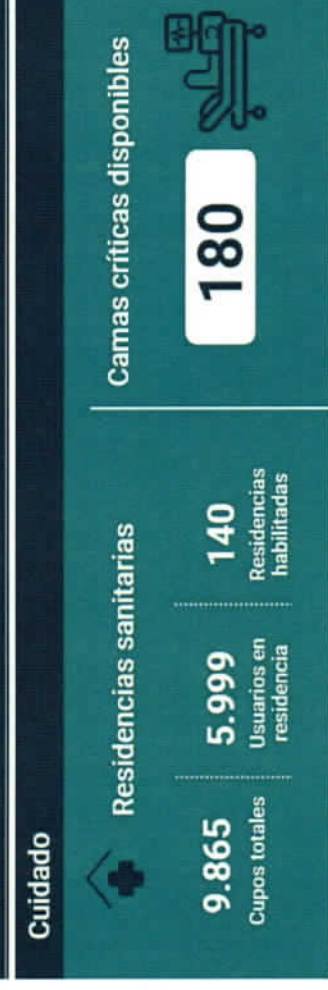 Cuidado
Residencias sanitarias
9.865
Cupos totales
5.999
Usuarios en
residencia
140
Residencias
habilitadas
Camas críticas disponibles
180